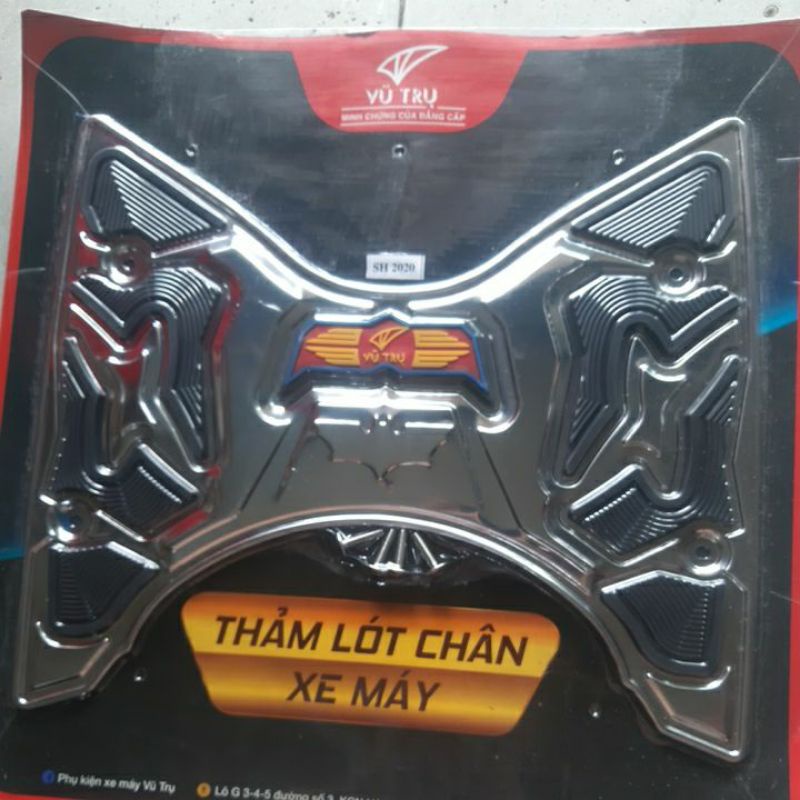 VŨ TRỤ
MINH CHỨNG CỦA ĐẲNG CẤP
SH 2020
VŨ TRỤ
THẢM LÓT CHÂN
XE MÁY
Phụ kiện xe máy Vũ Trụ
Lô G 3-4-5 đường số 3,